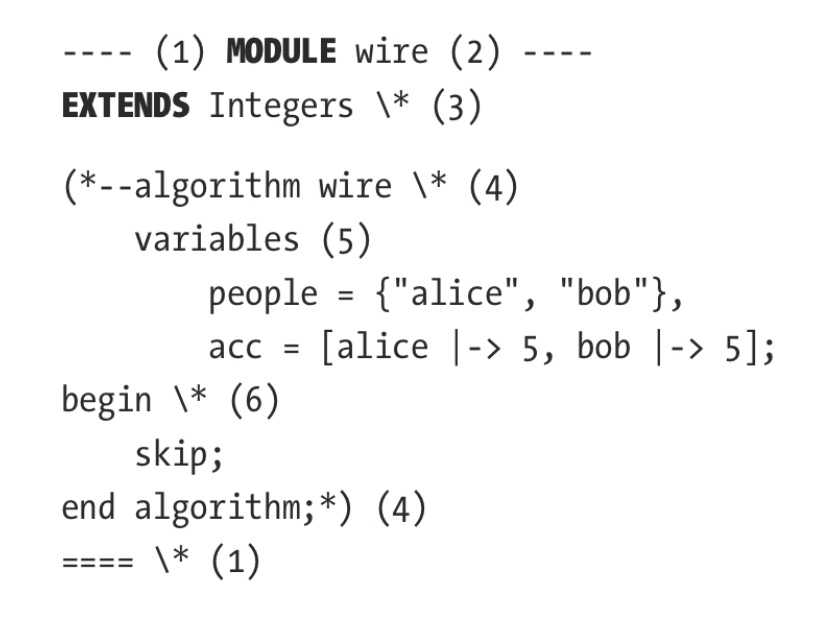 ---- (1) MODULE wire (2) ----
EXTENDS Integers \* (3)
(*--algorithm wire \* (4)
    variables (5)
        people = {"alice", "bob"},
        acc = [alice |-> 5, bob |-> 5];
begin \* (6)
    skip;
end algorithm;*) (4)
==== \* (1)